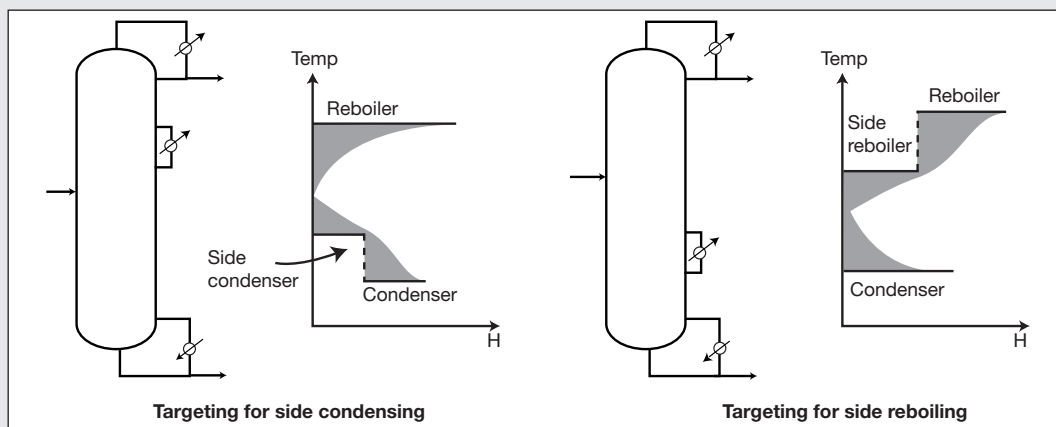 Temp
Reboiler
Side
condenser
Condenser
H
Targeting for side condensing
Temp
Reboiler
Side
reboiler
Condenser
H
Targeting for side reboiling